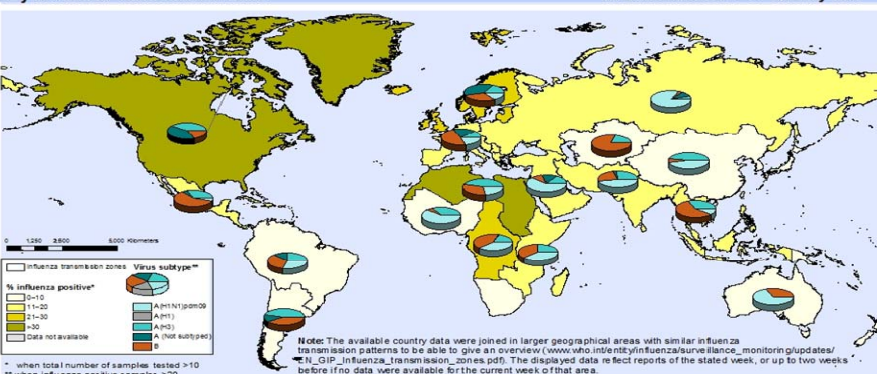 0 1,250 2,500 5,000 Kilometers
Influenza transmission zones
Virus subtype**
% influenza positive*
0–10
11–20
21–30
>30
Data not available
A(H1N1)pdm09
A(H1)
A(H3)
A (Not subtyped)
B
* when total number of samples tested >10
** when influenza positive samples >20
Note: The available country data were joined in larger geographical areas with similar influenza
transmission patterns to be able to give an overview (www.who.int/entity/influenza/surveillance_monitoring/updates/
EN_GIP_Influenza_transmission_zones.pdf). The displayed data reflect reports of the stated week, or up to two weeks
before if no data were available for the current week of that area.